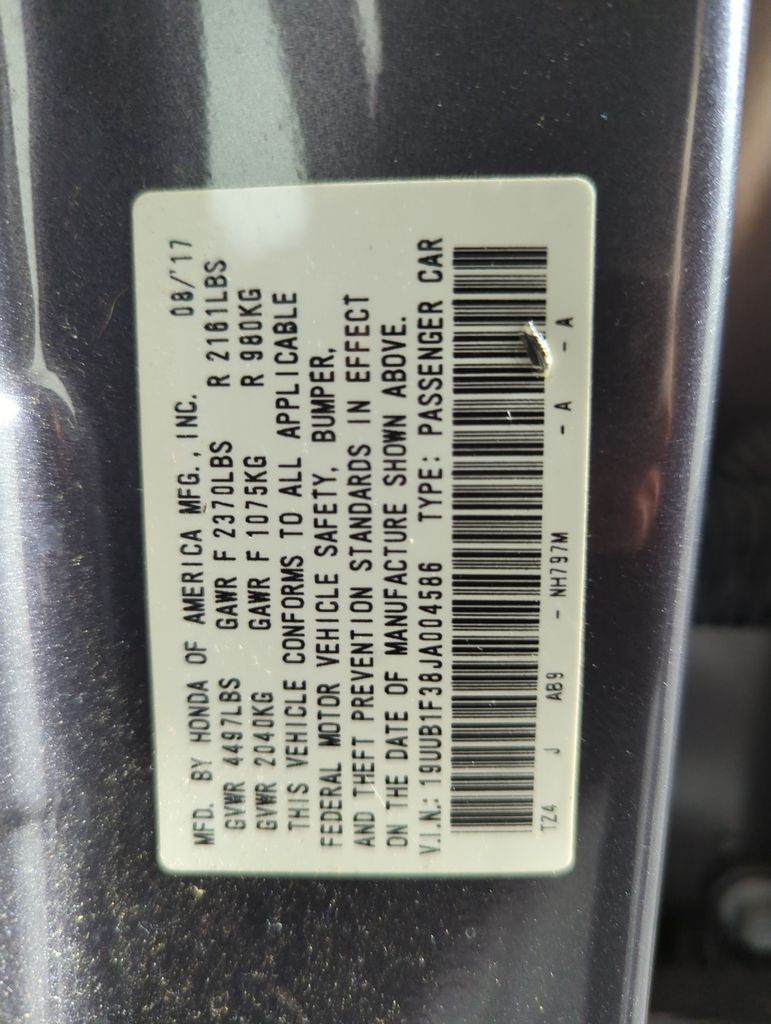 MFD. BY HONDA OF AMERICA MFG., INC. 08/'17
GVWR 4497LBS GAWR F 2370LBS R 2161LBS
GVWR 2040KG GAWR F 1075KG R 980KG
THIS VEHICLE CONFORMS TO ALL APPLICABLE
FEDERAL MOTOR VEHICLE SAFETY, BUMPER,
AND THEFT PREVENTION STANDARDS IN EFFECT
ON THE DATE OF MANUFACTURE SHOWN ABOVE.
V.I.N.: 19UUB1F38JA004586 TYPE: PASSENGER CAR
TZ4 J AB9 - NH797M - A - A